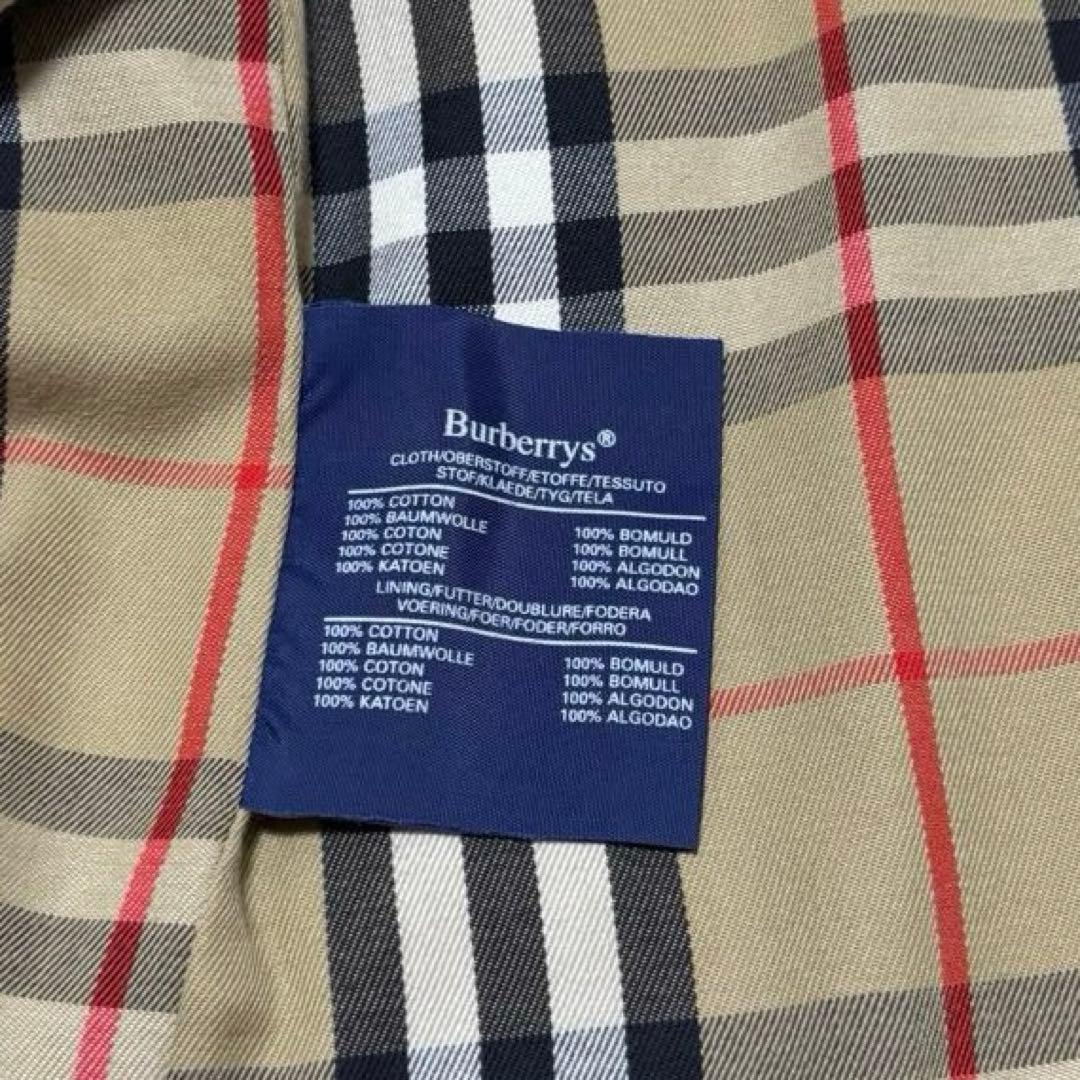 Burberrys®
CLOTH/OBERSTOFF/ETOFFE/TESSUTO
STOF/KLAEDE/TYG/TELA
100% COTTON
100% BAUMWOLLE
100% COTON
100% COTONE
100% KATOEN
100% BOMULD
100% BOMULL
100% ALGODON
100% ALGODAO
LINING/FUTTER/DOUBLURE/FODERA
VOERING/FOER/FODER/FORRO
100% COTTON
100% BAUMWOLLE
100% COTON
100% COTONE
100% KATOEN
100% BOMULD
100% BOMULL
100% ALGODON
100% ALGODAO